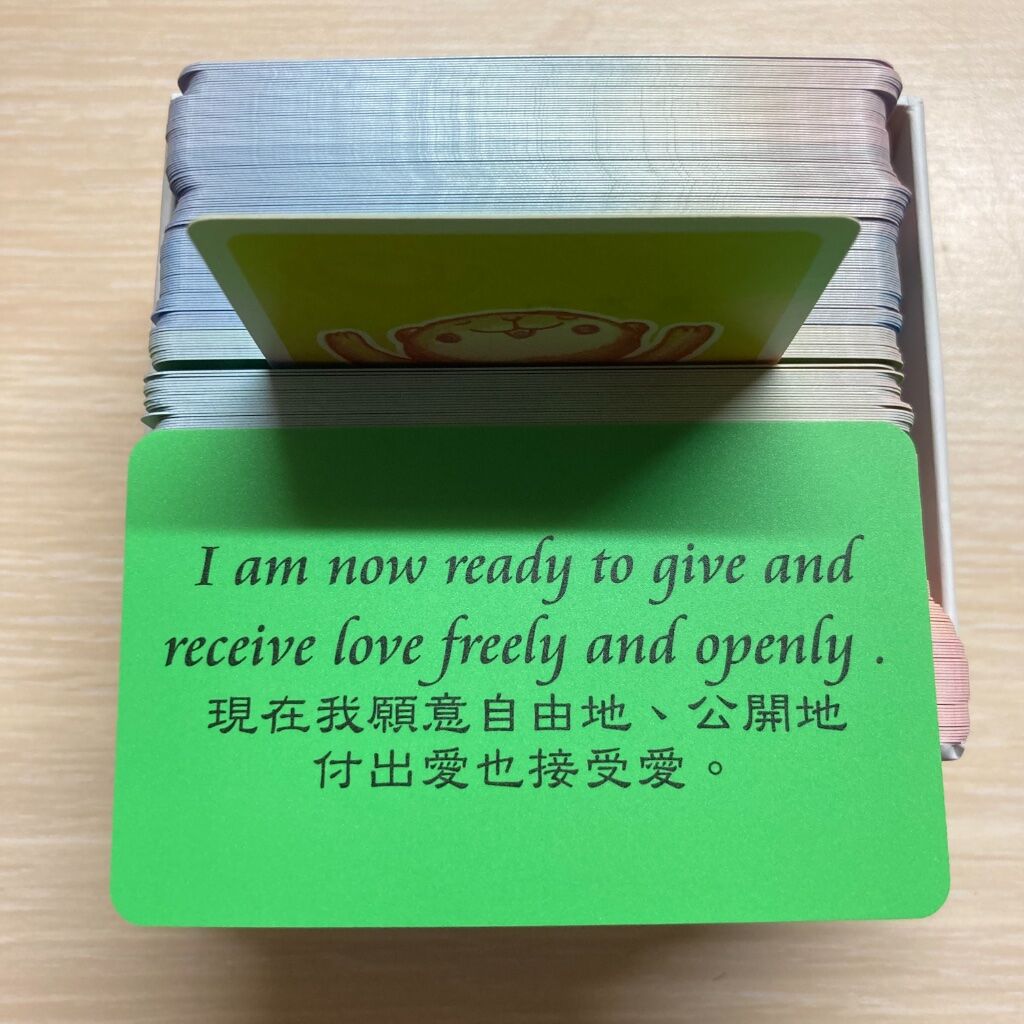 I am now ready to give and
receive love freely and openly .
現在我願意自由地、公開地
付出愛也接受愛。